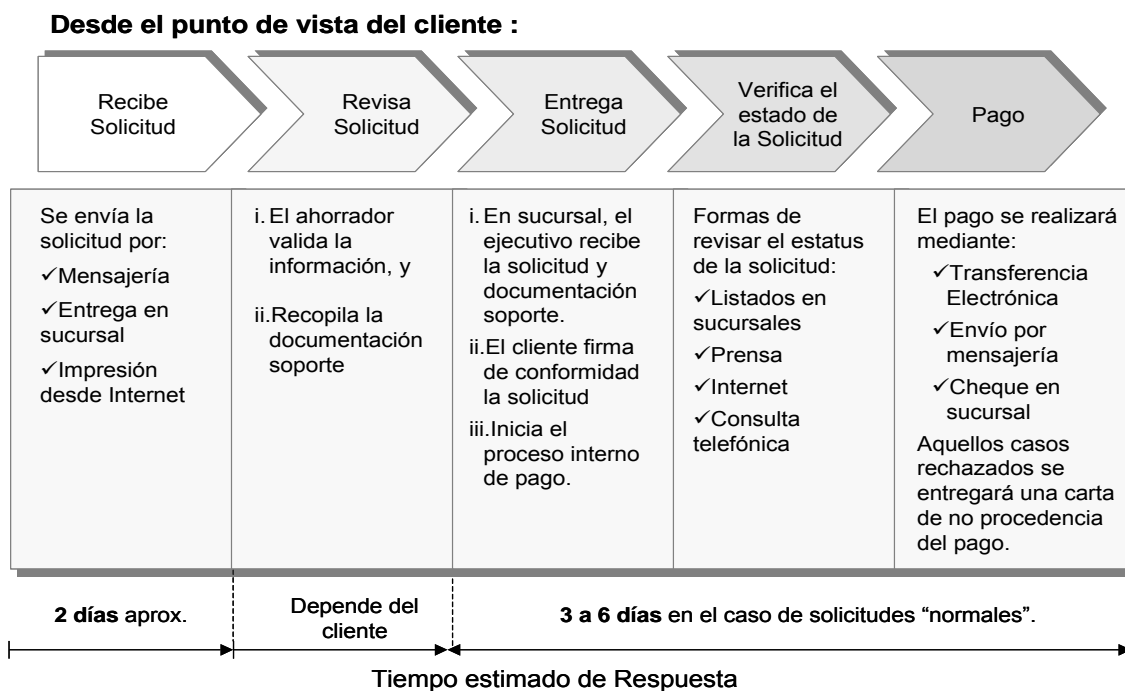 Desde el punto de vista del cliente :
Recibe
Solicitud
Revisa
Solicitud
Entrega
Solicitud
Verifica el
estado de
la Solicitud
Pago
Se envía la
solicitud por:
✓Mensajería
✓Entrega en
sucursal
✓Impresión
desde Internet
i. El ahorrador
valida la
información, y
ii.Recopila la
documentación
soporte
i. En sucursal, el
ejecutivo recibe
la solicitud y
documentación
soporte.
ii.El cliente firma
de conformidad
la solicitud
iii.Inicia el
proceso interno
de pago.
Formas de
revisar el estatus
de la solicitud:
✓Listados en
sucursales
✓Prensa
✓Internet
✓Consulta
telefónica
El pago se realizará
mediante:
✓Transferencia
Electrónica
✓Envío por
mensajería
✓Cheque en
sucursal
Aquellos casos
rechazados se
entregará una carta
de no procedencia
del pago.
2 días aprox.
Depende del
cliente
3 a 6 días en el caso de solicitudes “normales”.
Tiempo estimado de Respuesta